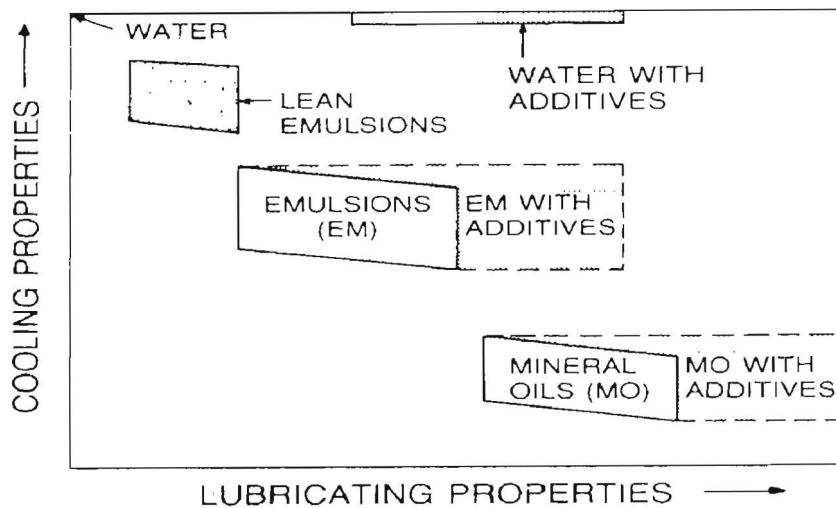 WATER
WATER WITH
ADDITIVES
LEAN
EMULSIONS
EMULSIONS
(EM)
EM WITH
ADDITIVES
MINERAL
OILS (MO)
MO WITH
ADDITIVES
COOLING PROPERTIES
LUBRICATING PROPERTIES